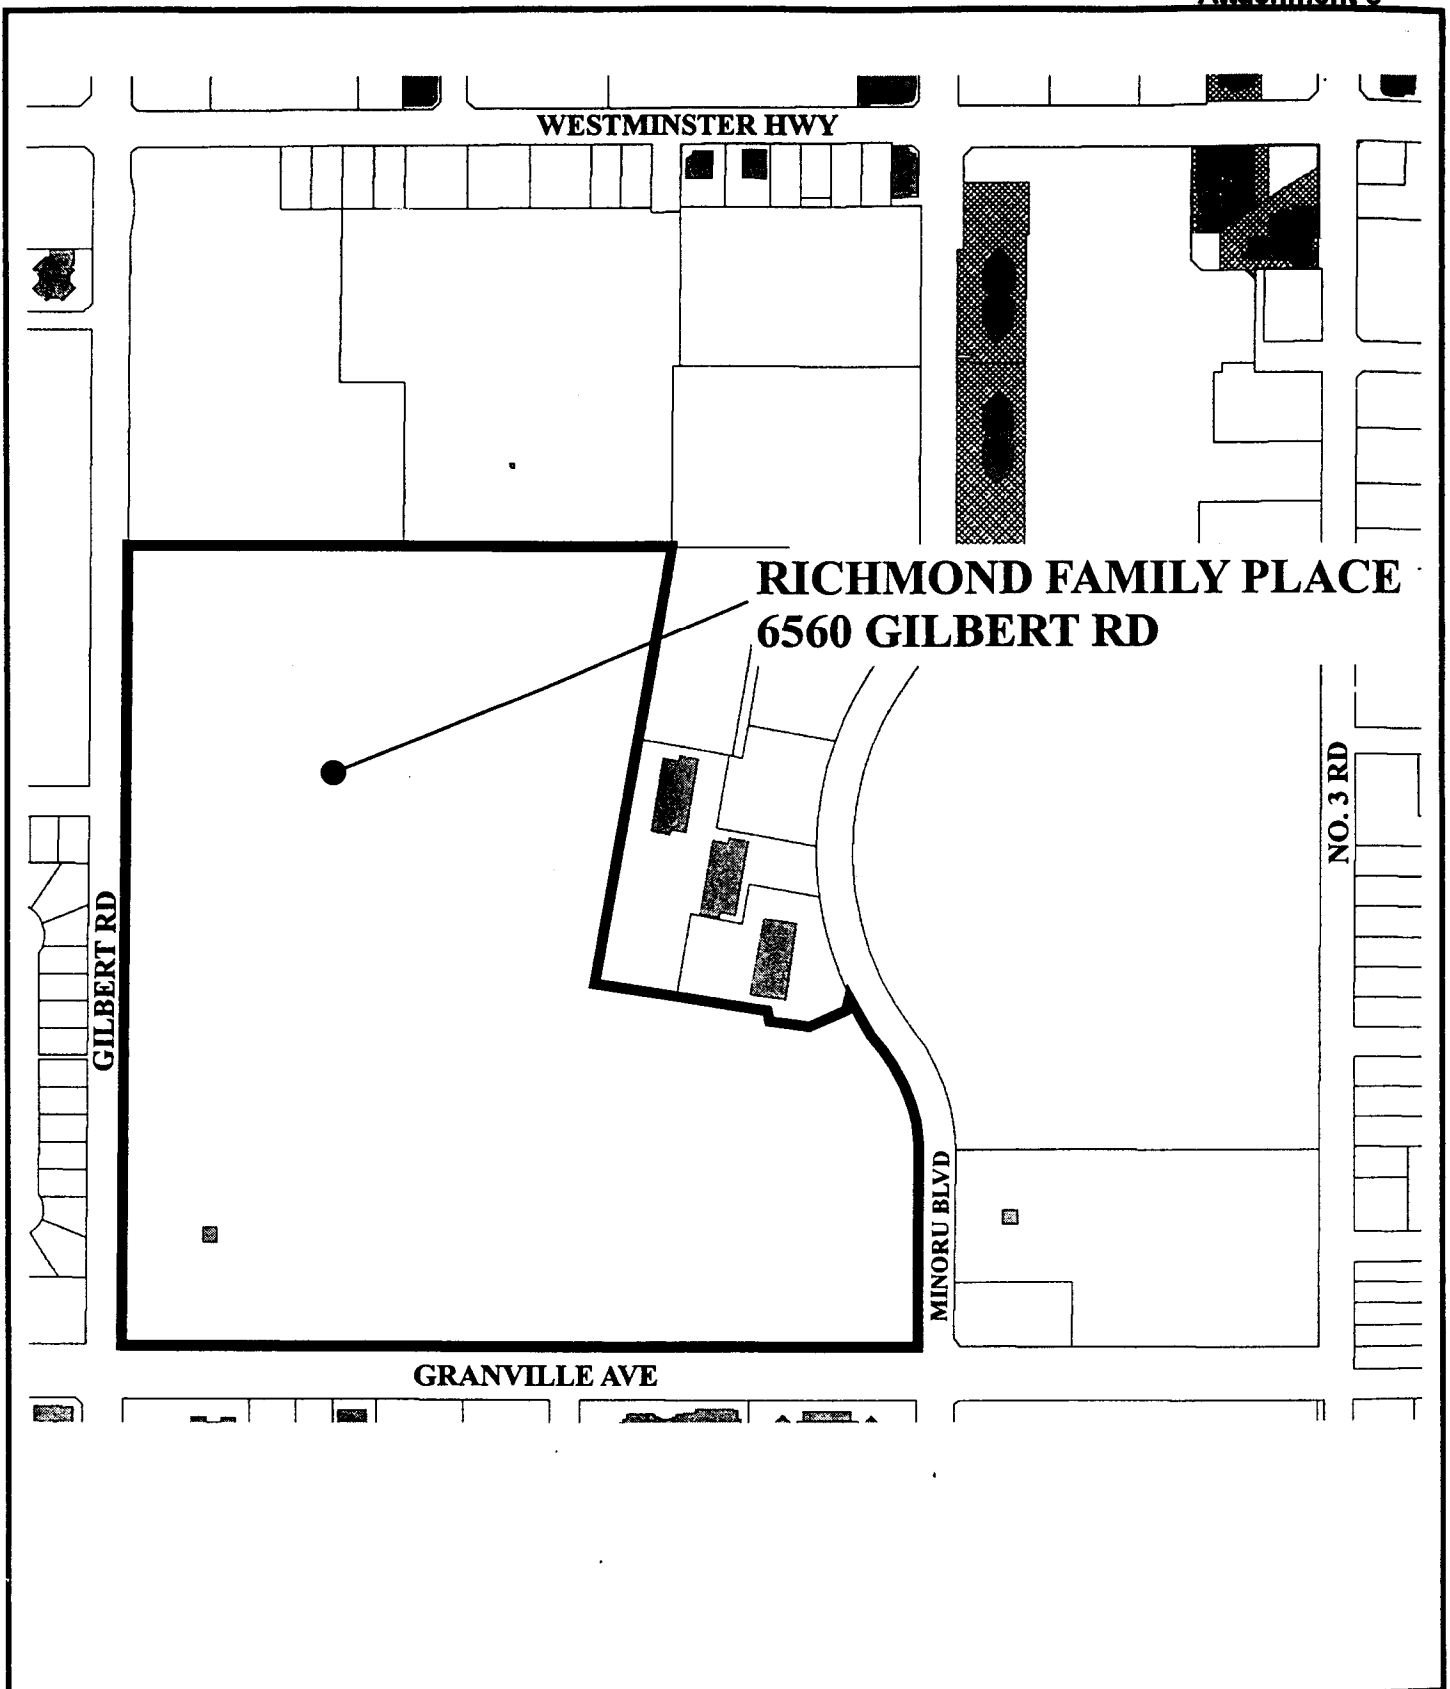 WESTMINSTER HWY
RICHMOND FAMILY PLACE
6560 GILBERT RD
NO. 3 RD
GILBERT RD
MINORU BLVD
GRANVILLE AVE